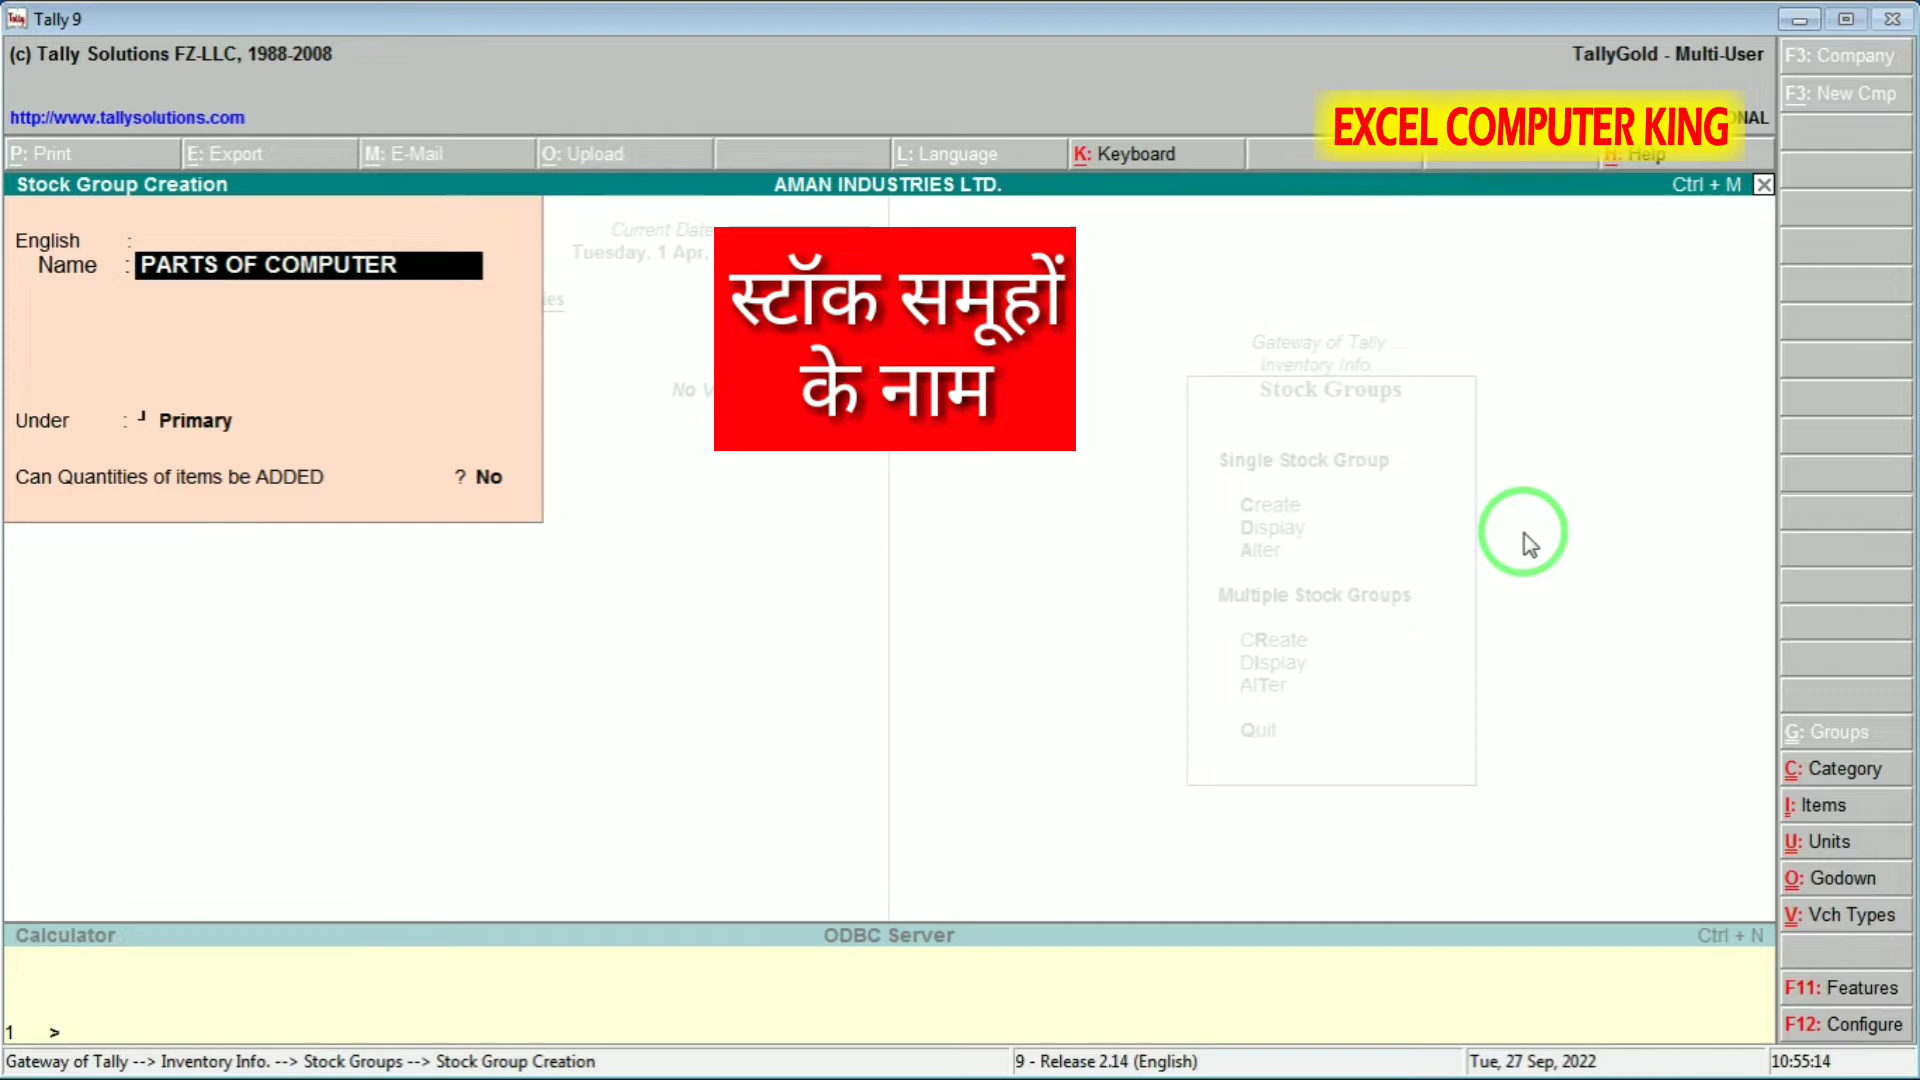 Tally 9
(c) Tally Solutions FZ-LLC, 1988-2008
TallyGold - Multi-User
F3: Company
F3: New Cmp
http://www.tallysolutions.com
EXCEL COMPUTER KING
NAL
P: Print
E: Export
M: E-Mail
O: Upload
L: Language
K: Keyboard
H: Help
Stock Group Creation
AMAN INDUSTRIES LTD.
Ctrl + M
English :
Name : PARTS OF COMPUTER
Current Date
Tuesday, 1 Apr,
ies
No V
स्टॉक समूहों
के नाम
Under : ┘ Primary
Can Quantities of items be ADDED ? No
Gateway of Tally ....
Inventory Info.....
Stock Groups
Single Stock Group
Create
Display
Alter
Multiple Stock Groups
CReate
DIsplay
AlTer
Quit
G: Groups
C: Category
I: Items
U: Units
O: Godown
V: Vch Types
F11: Features
F12: Configure
Calculator
ODBC Server
Ctrl + N
1 >
Gateway of Tally --> Inventory Info. --> Stock Groups --> Stock Group Creation
9 - Release 2.14 (English)
Tue, 27 Sep, 2022
10:55:14